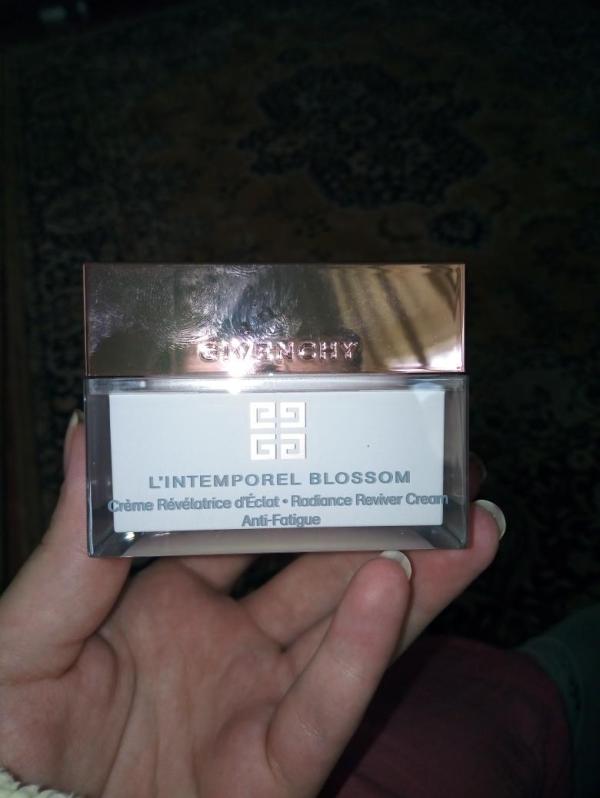 GIVENCHY
L'INTEMPOREL BLOSSOM
Crème Révélatrice d'Éclat • Radiance Reviver Cream
Anti-Fatigue